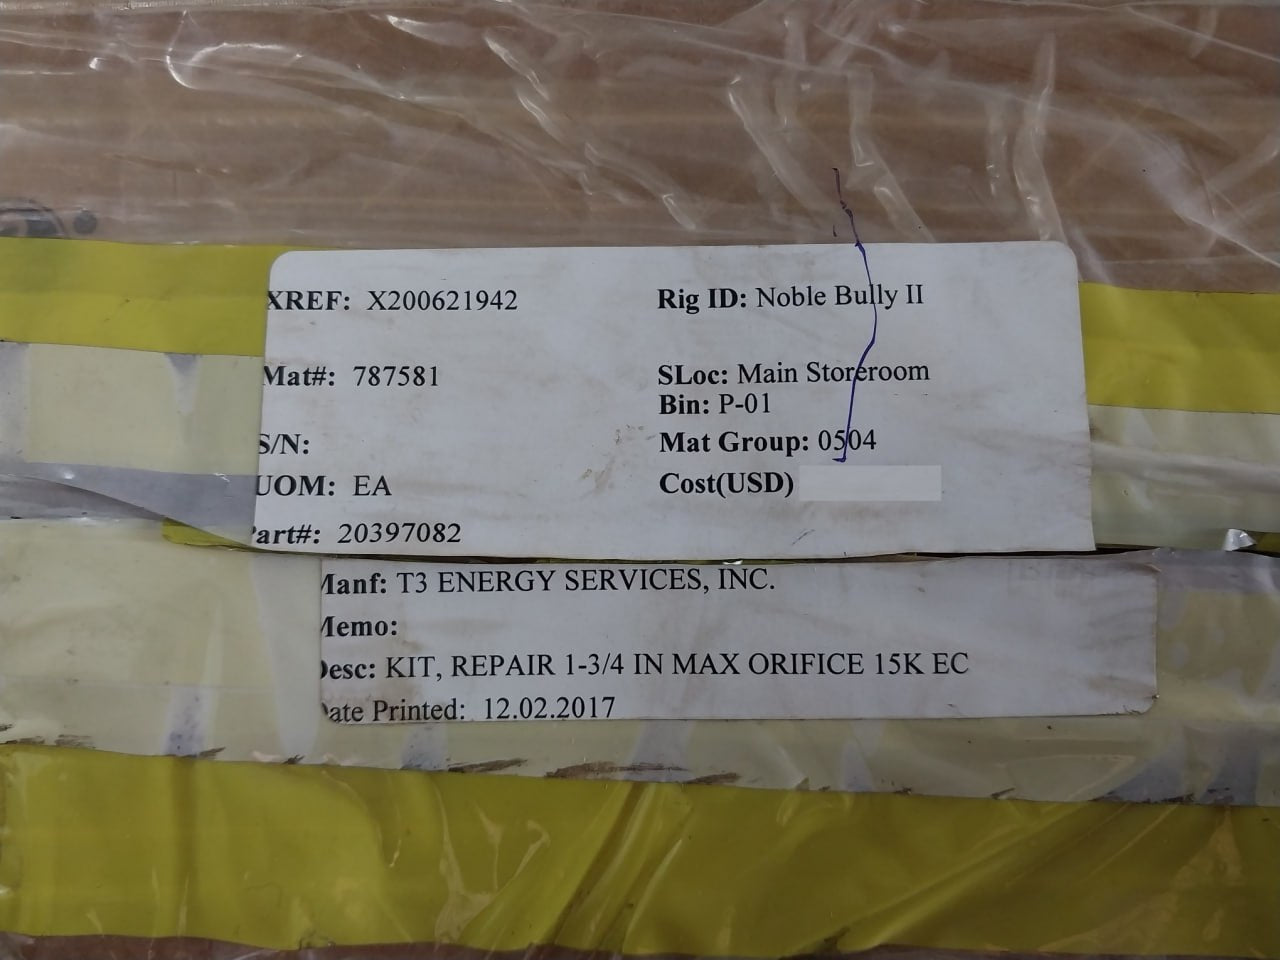 XREF: X200621942
Rig ID: Noble Bully II
Mat#: 787581
SLoc: Main Storeroom
Bin: P-01
S/N:
Mat Group: 0504
UOM: EA
Cost(USD)
Part#: 20397082
Manf: T3 ENERGY SERVICES, INC.
Memo:
Desc: KIT, REPAIR 1-3/4 IN MAX ORIFICE 15K EC
Date Printed: 12.02.2017